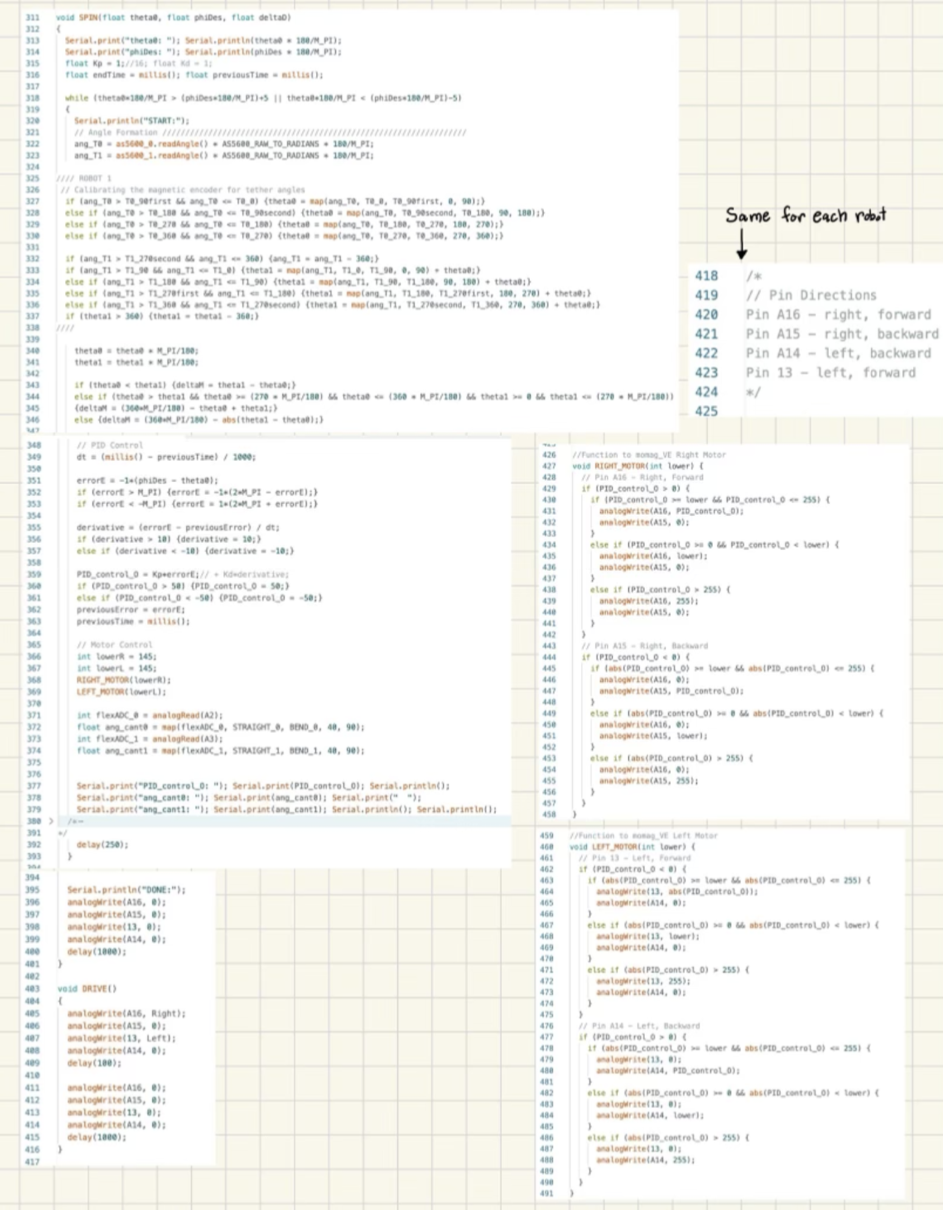 311 void SPIN(float theta0, float phiDes, float deltaD)
312 {
313 Serial.print("theta0: "); Serial.println(theta0 * 180/M_PI);
314 Serial.print("phiDes: "); Serial.println(phiDes * 180/M_PI);
315 float Kp = 1;//16; float Kd = 1;
316 float endTime = millis(); float previousTime = millis();
317
318 while (theta0*180/M_PI > (phiDes*180/M_PI)+5 || theta0*180/M_PI < (phiDes*180/M_PI)-5)
319 {
320 Serial.println("START:");
321 // Angle Formation ////////////////////////////////////////////////////////////////////
322 ang_T0 = as5600_0.readAngle() * AS5600_RAW_TO_RADIANS * 180/M_PI;
323 ang_T1 = as5600_1.readAngle() * AS5600_RAW_TO_RADIANS * 180/M_PI;
324
325 //// ROBOT 1
326 // Calibrating the magnetic encoder for tether angles
327 if (ang_T0 > T0_90first && ang_T0 <= T0_0) {theta0 = map(ang_T0, T0_0, T0_90first, 0, 90);}
328 else if (ang_T0 > T0_180 && ang_T0 <= T0_90second) {theta0 = map(ang_T0, T0_90second, T0_180, 90, 180);}
329 else if (ang_T0 > T0_270 && ang_T0 <= T0_180) {theta0 = map(ang_T0, T0_180, T0_270, 180, 270);}
330 else if (ang_T0 > T0_360 && ang_T0 <= T0_270) {theta0 = map(ang_T0, T0_270, T0_360, 270, 360);}
331
332 if (ang_T1 > T1_270second && ang_T1 <= 360) {ang_T1 = ang_T1 - 360;}
333 if (ang_T1 > T1_90 && ang_T1 <= T1_0) {theta1 = map(ang_T1, T1_0, T1_90, 0, 90) + theta0;}
334 else if (ang_T1 > T1_180 && ang_T1 <= T1_90) {theta1 = map(ang_T1, T1_90, T1_180, 90, 180) + theta0;}
335 else if (ang_T1 > T1_270first && ang_T1 <= T1_180) {theta1 = map(ang_T1, T1_180, T1_270first, 180, 270) + theta0;}
336 else if (ang_T1 > T1_360 && ang_T1 <= T1_270second) {theta1 = map(ang_T1, T1_270second, T1_360, 270, 360) + theta0;}
337 if (theta1 > 360) {theta1 = theta1 - 360;}
338 ////
339
340 theta0 = theta0 * M_PI/180;
341 theta1 = theta1 * M_PI/180;
342
343 if (theta0 < theta1) {deltaM = theta1 - theta0;}
344 else if (theta0 > theta1 && theta0 >= (270 * M_PI/180) && theta0 <= (360 * M_PI/180) && theta1 >= 0 && theta1 <= (270 * M_PI/180))
345 {deltaM = (360*M_PI/180) - theta0 + theta1;}
346 else {deltaM = (360*M_PI/180) - abs(theta1 - theta0);}
Same for each robot
418 /*
419 // Pin Directions
420 Pin A16 - right, forward
421 Pin A15 - right, backward
422 Pin A14 - left, backward
423 Pin 13 - left, forward
424 */
425
348 // PID Control
349 dt = (millis() - previousTime) / 1000;
350
351 errorE = -1*(phiDes - theta0);
352 if (errorE > M_PI) {errorE = -1*(2*M_PI - errorE);}
353 if (errorE < -M_PI) {errorE = 1*(2*M_PI + errorE);}
354
355 derivative = (errorE - previousError) / dt;
356 if (derivative > 10) {derivative = 10;}
357 else if (derivative < -10) {derivative = -10;}
358
359 PID_control_O = Kp*errorE;// + Kd*derivative;
360 if (PID_control_O > 50) {PID_control_O = 50;}
361 else if (PID_control_O < -50) {PID_control_O = -50;}
362 previousError = errorE;
363 previousTime = millis();
364
365 // Motor Control
366 int lowerR = 145;
367 int lowerL = 145;
368 RIGHT_MOTOR(lowerR);
369 LEFT_MOTOR(lowerL);
370
371 int flexADC_0 = analogRead(A2);
372 float ang_cant0 = map(flexADC_0, STRAIGHT_0, BEND_0, 40, 90);
373 int flexADC_1 = analogRead(A3);
374 float ang_cant1 = map(flexADC_1, STRAIGHT_1, BEND_1, 40, 90);
375
376
377 Serial.print("PID_control_O: "); Serial.print(PID_control_O); Serial.println();
378 Serial.print("ang_cant0: "); Serial.print(ang_cant0); Serial.print("  ");
379 Serial.print("ang_cant1: "); Serial.print(ang_cant1); Serial.println(); Serial.println();
380 > /*~
391 */
392 delay(250);
393 }
394
395 Serial.println("DONE:");
396 analogWrite(A16, 0);
397 analogWrite(A15, 0);
398 analogWrite(13, 0);
399 analogWrite(A14, 0);
400 delay(1000);
401 }
402
403 void DRIVE()
404 {
405 analogWrite(A16, Right);
406 analogWrite(A15, 0);
407 analogWrite(13, Left);
408 analogWrite(A14, 0);
409 delay(100);
410
411 analogWrite(A16, 0);
412 analogWrite(A15, 0);
413 analogWrite(13, 0);
414 analogWrite(A14, 0);
415 delay(1000);
416 }
417
426 //Function to momag_VE Right Motor
427 void RIGHT_MOTOR(int lower) {
428 // Pin A16 - Right, Forward
429 if (PID_control_O > 0) {
430 if (PID_control_O >= lower && PID_control_O <= 255) {
431 analogWrite(A16, PID_control_O);
432 analogWrite(A15, 0);
433 }
434 else if (PID_control_O >= 0 && PID_control_O < lower) {
435 analogWrite(A16, lower);
436 analogWrite(A15, 0);
437 }
438 else if (PID_control_O > 255) {
439 analogWrite(A16, 255);
440 analogWrite(A15, 0);
441 }
442 }
443 // Pin A15 - Right, Backward
444 if (PID_control_O < 0) {
445 if (abs(PID_control_O) >= lower && abs(PID_control_O) <= 255) {
446 analogWrite(A16, 0);
447 analogWrite(A15, PID_control_O);
448 }
449 else if (abs(PID_control_O) >= 0 && abs(PID_control_O) < lower) {
450 analogWrite(A16, 0);
451 analogWrite(A15, lower);
452 }
453 else if (abs(PID_control_O) > 255) {
454 analogWrite(A16, 0);
455 analogWrite(A15, 255);
456 }
457 }
458 }
459 //Function to momag_VE Left Motor
460 void LEFT_MOTOR(int lower) {
461 // Pin 13 - Left, Forward
462 if (PID_control_O < 0) {
463 if (abs(PID_control_O) >= lower && abs(PID_control_O) <= 255) {
464 analogWrite(13, abs(PID_control_O));
465 analogWrite(A14, 0);
466 }
467 else if (abs(PID_control_O) >= 0 && abs(PID_control_O) < lower) {
468 analogWrite(13, lower);
469 analogWrite(A14, 0);
470 }
471 else if (abs(PID_control_O) > 255) {
472 analogWrite(13, 255);
473 analogWrite(A14, 0);
474 }
475 }
476 // Pin A14 - Left, Backward
477 if (PID_control_O > 0) {
478 if (abs(PID_control_O) >= lower && abs(PID_control_O) <= 255) {
479 analogWrite(13, 0);
480 analogWrite(A14, PID_control_O);
481 }
482 else if (abs(PID_control_O) >= 0 && abs(PID_control_O) < lower) {
483 analogWrite(13, 0);
484 analogWrite(A14, lower);
485 }
486 else if (abs(PID_control_O) > 255) {
487 analogWrite(13, 0);
488 analogWrite(A14, 255);
489 }
490 }
491 }